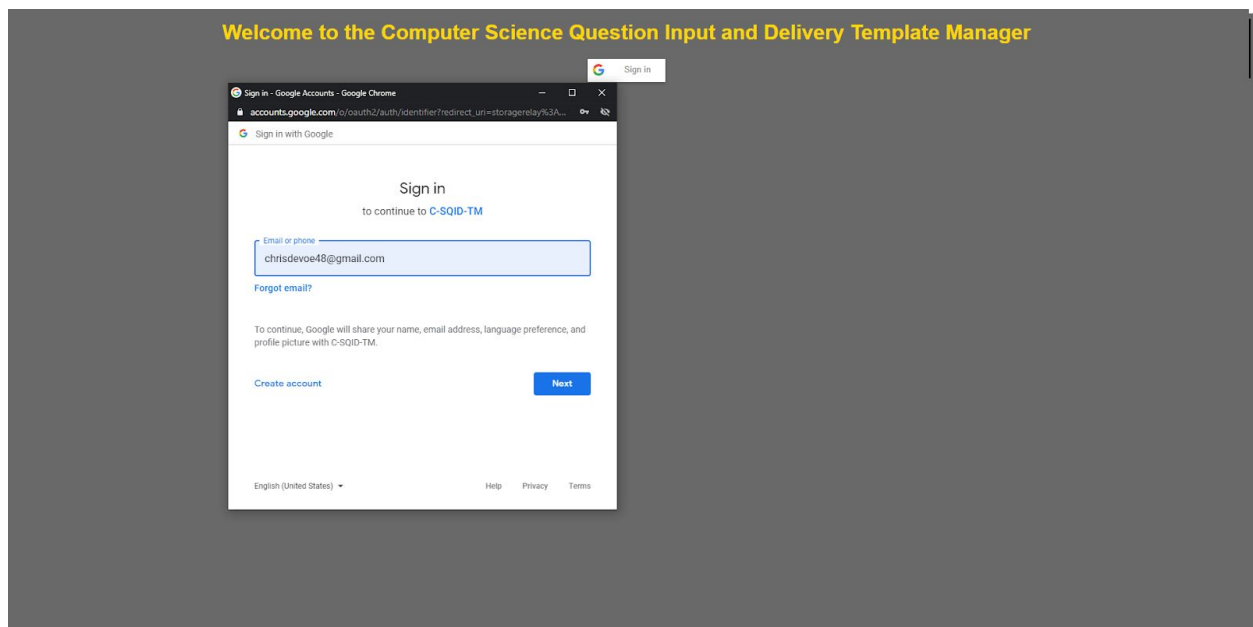 Welcome to the Computer Science Question Input and Delivery Template Manager
Sign in
Sign in - Google Accounts - Google Chrome
accounts.google.com/o/oauth2/auth/identifier?redirect_uri=storagerelay%3A...
Sign in with Google
Sign in
to continue to C-SQID-TM
Email or phone
chrisdevoe48@gmail.com
Forgot email?
To continue, Google will share your name, email address, language preference, and
profile picture with C-SQID-TM.
Create account
Next
English (United States)
Help Privacy Terms